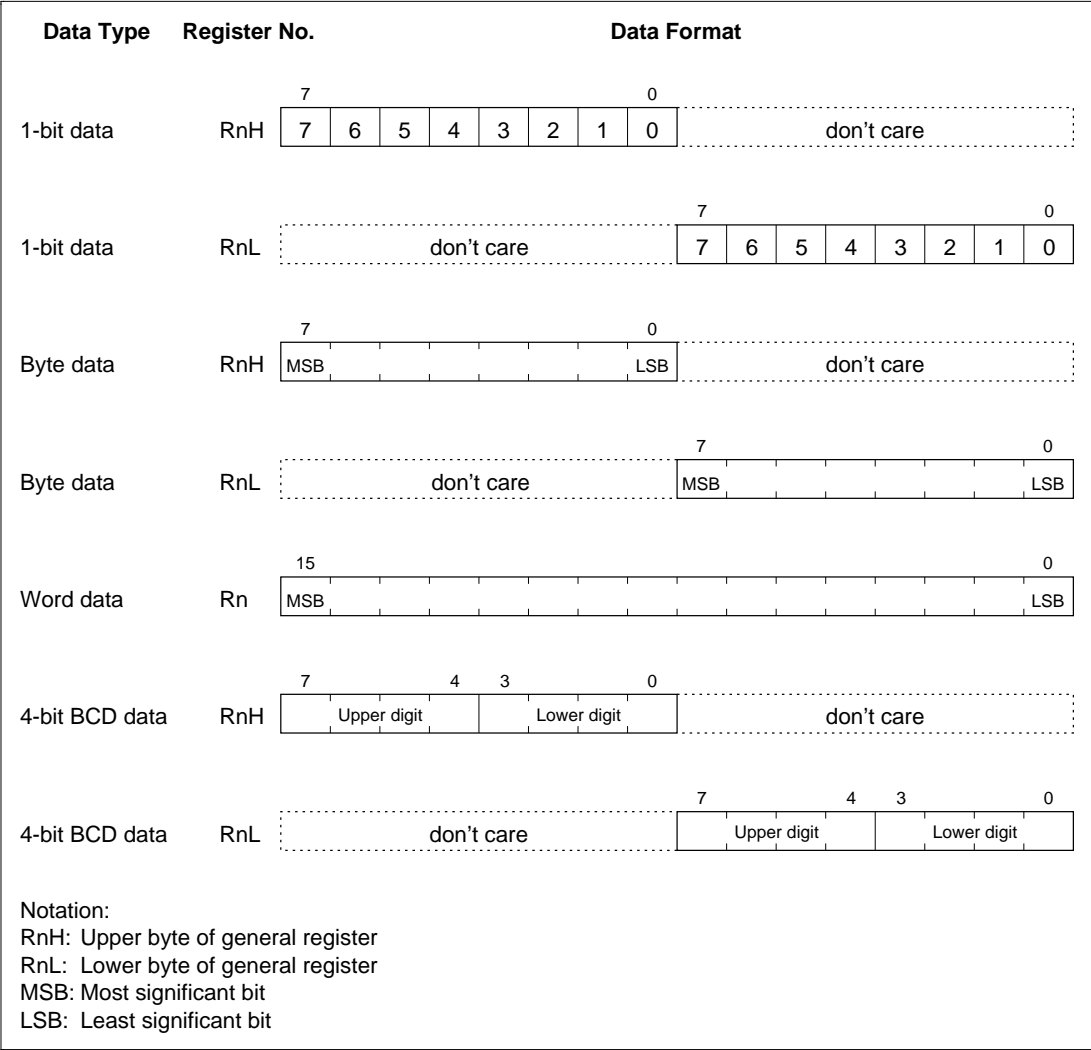 Data Type Register No. Data Format
7 0
1-bit data RnH 7 6 5 4 3 2 1 0 don't care
7 0
1-bit data RnL don't care 7 6 5 4 3 2 1 0
7 0
Byte data RnH MSB LSB don't care
7 0
Byte data RnL don't care MSB LSB
15 0
Word data Rn MSB LSB
7 4 3 0
4-bit BCD data RnH Upper digit Lower digit don't care
7 4 3 0
4-bit BCD data RnL don't care Upper digit Lower digit
Notation:
RnH: Upper byte of general register
RnL: Lower byte of general register
MSB: Most significant bit
LSB: Least significant bit